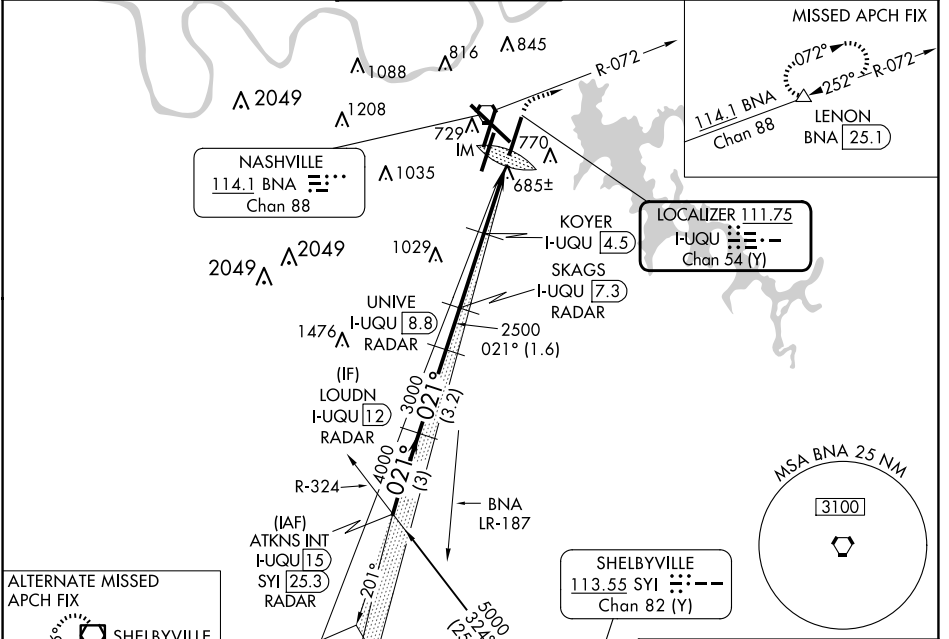 MISSED APCH FIX
072°
252°
R-072
114.1 BNA
Chan 88
LENON
BNA 25.1
845
816
1088
R-072
2049
1208
729
IM
770
NASHVILLE
114.1 BNA
Chan 88
1035
685±
LOCALIZER 111.75
I-UQU
Chan 54 (Y)
KOYER
I-UQU 4.5
2049
2049
1029
SKAGS
I-UQU 7.3
RADAR
UNIVE
I-UQU 8.8
RADAR
1476
2500
021° (1.6)
(IF)
LOUDN
I-UQU 12
RADAR
3000
021°
(3.2)
4000
021°
(3)
R-324
BNA
LR-187
(IAF)
ATKNS INT
I-UQU 15
SYI 25.3
RADAR
201°
MSA BNA 25 NM
3100
SHELBYVILLE
113.55 SYI
Chan 82 (Y)
5000
324°
(25
ALTERNATE MISSED
APCH FIX
SHELBYVILLE